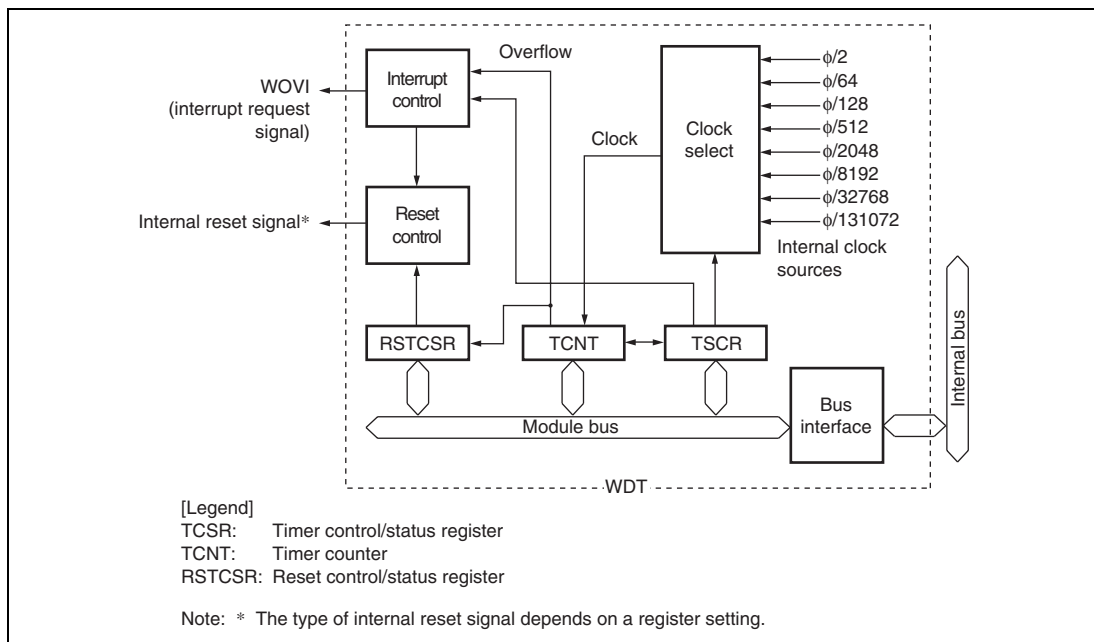 Overflow
Interrupt
control
WOVI
(interrupt request
signal)
Clock
Clock
select
ϕ/2
ϕ/64
ϕ/128
ϕ/512
ϕ/2048
ϕ/8192
ϕ/32768
ϕ/131072
Internal clock
sources
Internal reset signal*
Reset
control
RSTCSR
TCNT
TSCR
Module bus
Bus
interface
Internal bus
WDT
[Legend]
TCSR: Timer control/status register
TCNT: Timer counter
RSTCSR: Reset control/status register
Note: * The type of internal reset signal depends on a register setting.